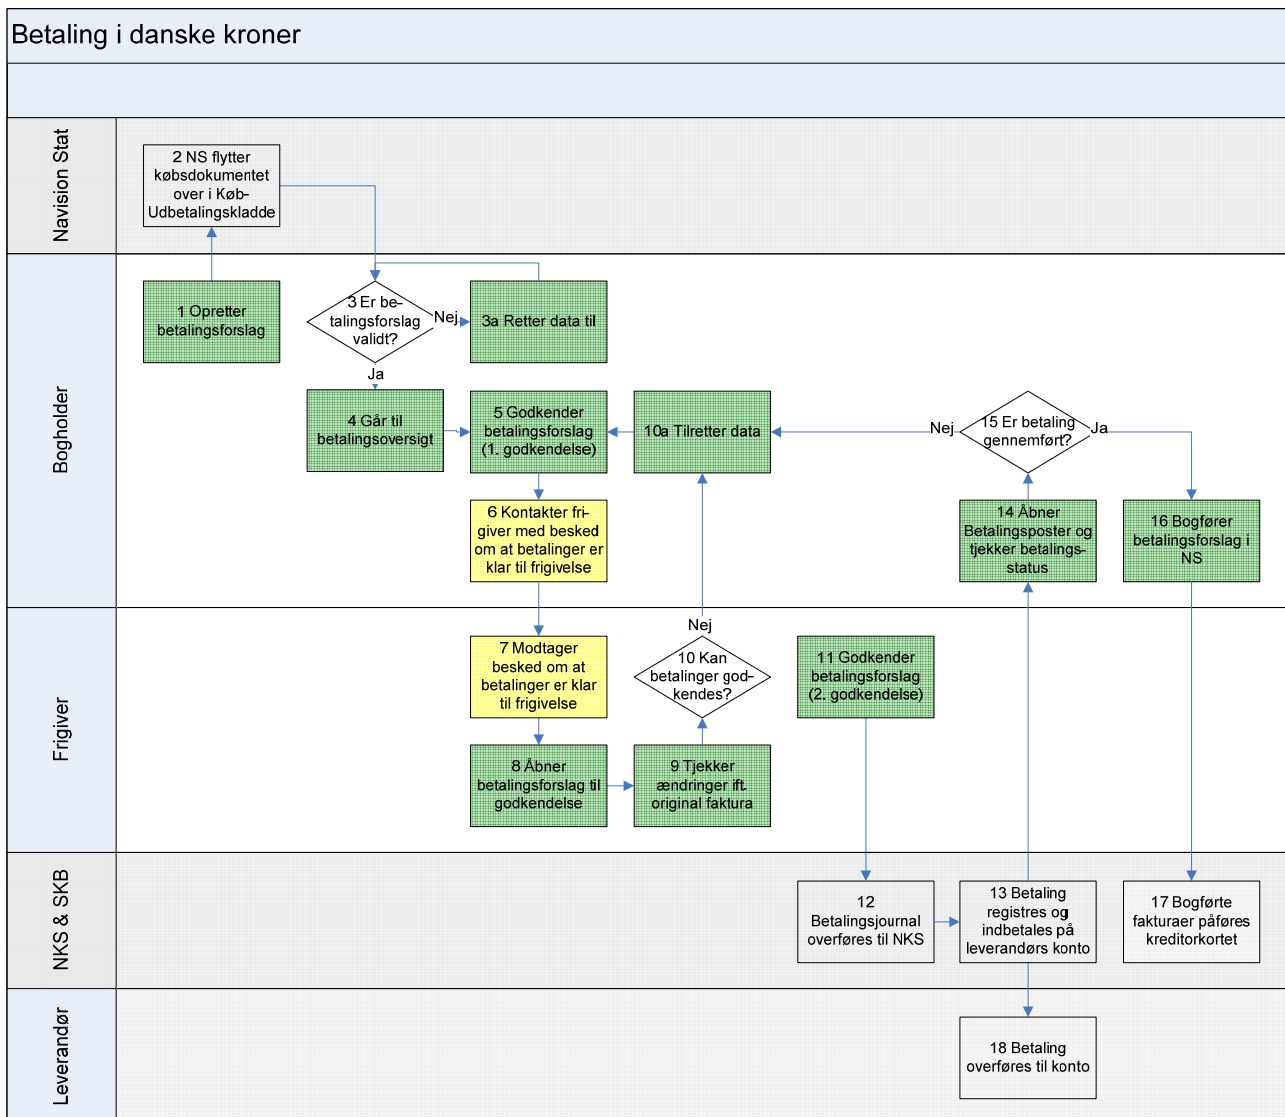 Betaling i danske kroner
Navision Stat
2 NS flytter
købsdokumentet
over i Køb-
Udbetalingskladde
Bogholder
1 Opretter
betalingsforslag
3 Er be-
talingsforslag
validt?
Nej
3a Retter data til
Ja
4 Går til
betalingsoversigt
5 Godkender
betalingsforslag
(1. godkendelse)
10a Tilretter data
Nej
15 Er betaling
gennemført?
Ja
6 Kontakter fri-
giver med besked
om at betalinger er
klar til frigivelse
14 Åbner
Betalingsposter og
tjekker betalings-
status
16 Bogfører
betalingsforslag i
NS
Frigiver
7 Modtager
besked om at
betalinger er klar
til frigivelse
Nej
10 Kan
betalinger god-
kendes?
11 Godkender
betalingsforslag
(2. godkendelse)
8 Åbner
betalingsforslag til
godkendelse
9 Tjekker
ændringer ift.
original faktura
NKS & SKB
12
Betalingsjournal
overføres til NKS
13 Betaling
registres og
indbetales på
leverandørs konto
17 Bogførte
fakturaer påføres
kreditorkortet
Leverandør
18 Betaling
overføres til konto